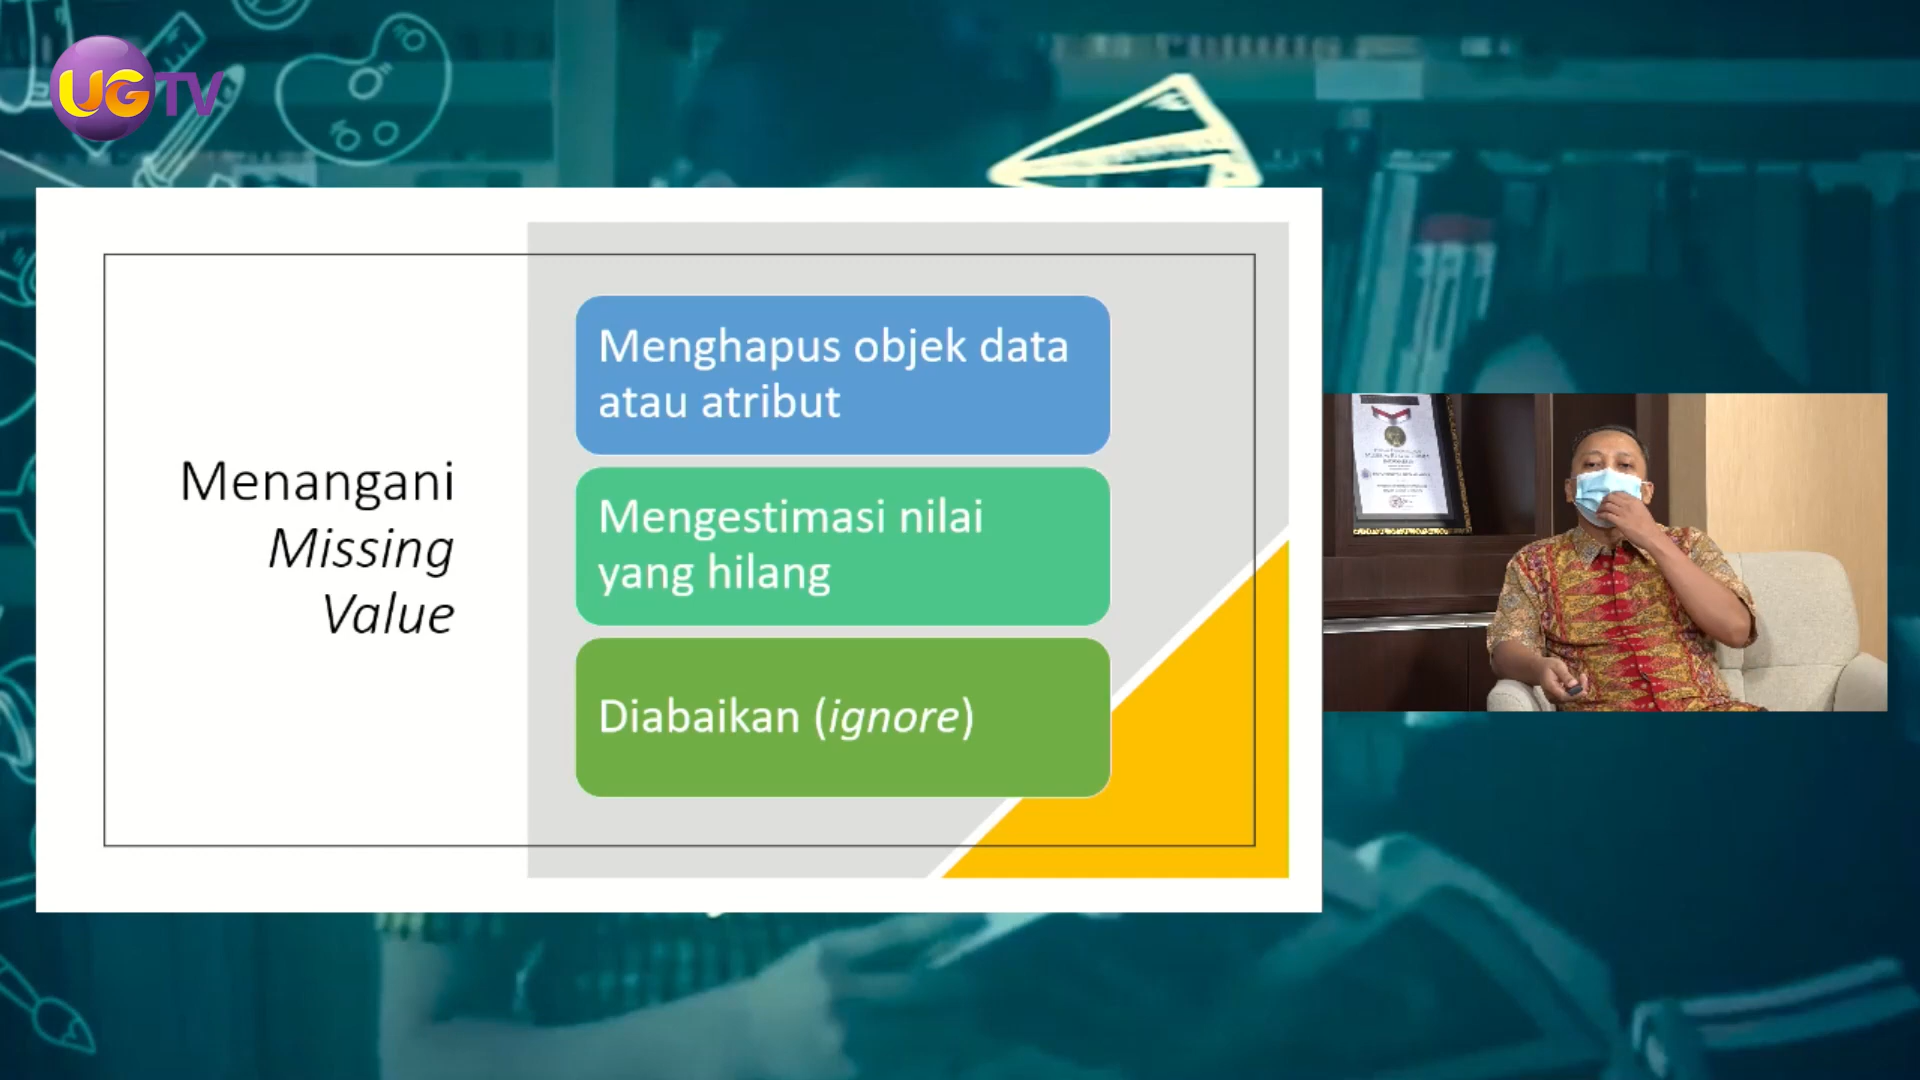 UGTV
Menangani
Missing
Value
Menghapus objek data
atau atribut
Mengestimasi nilai
yang hilang
Diabaikan (ignore)